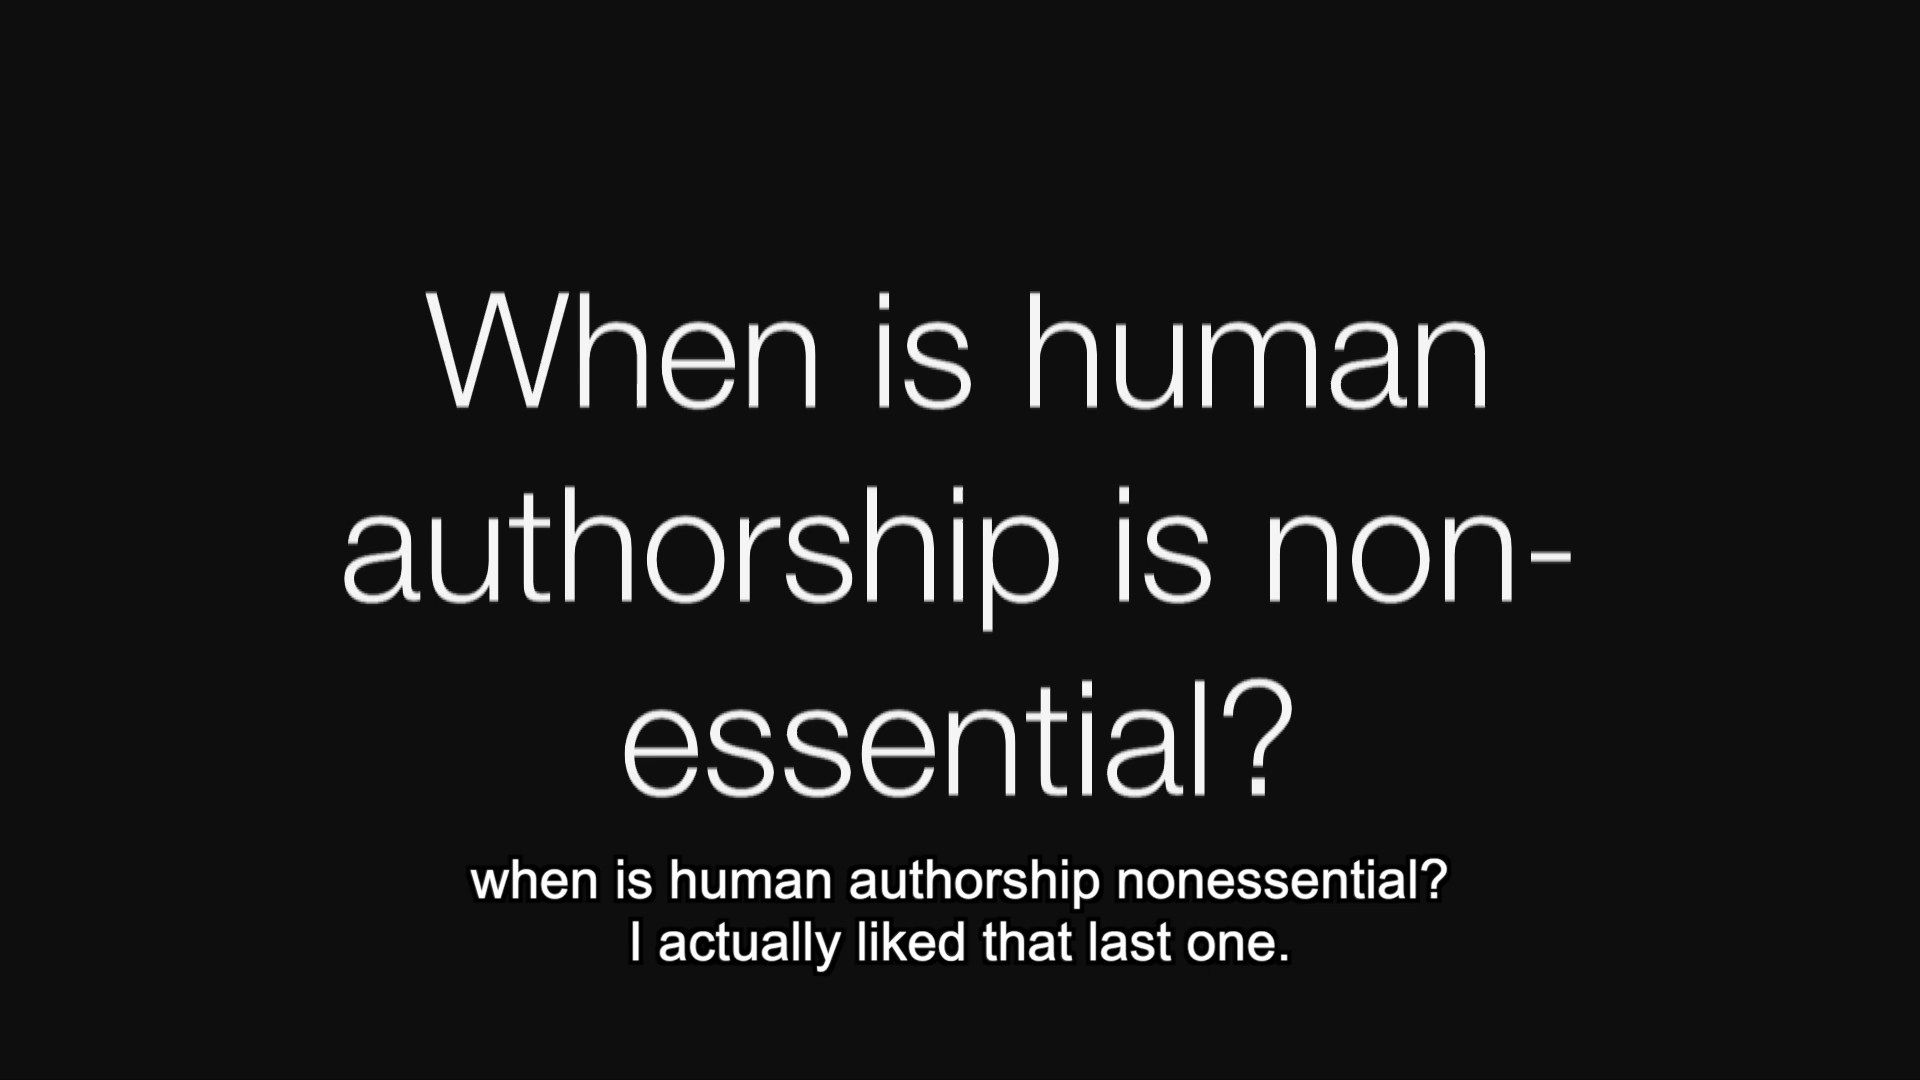 When is human
authorship is non-
essential?
when is human authorship nonessential?
I actually liked that last one.